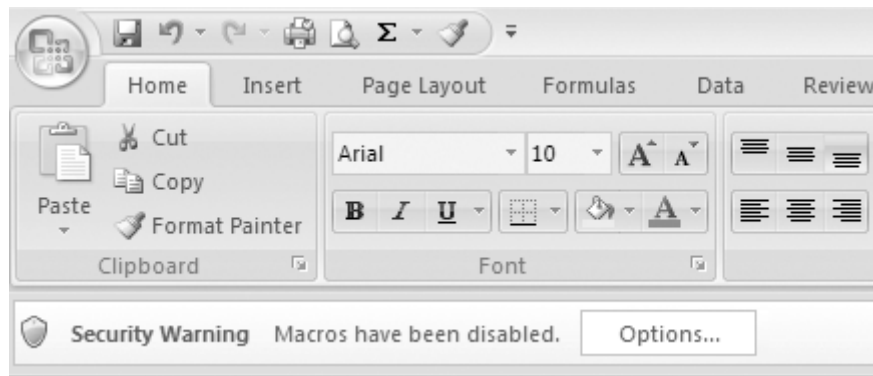 Home Insert Page Layout Formulas Data Review
Cut
Copy
Paste
Format Painter
Clipboard
Arial 10 A A
B I U A
Font
Security Warning Macros have been disabled. Options...